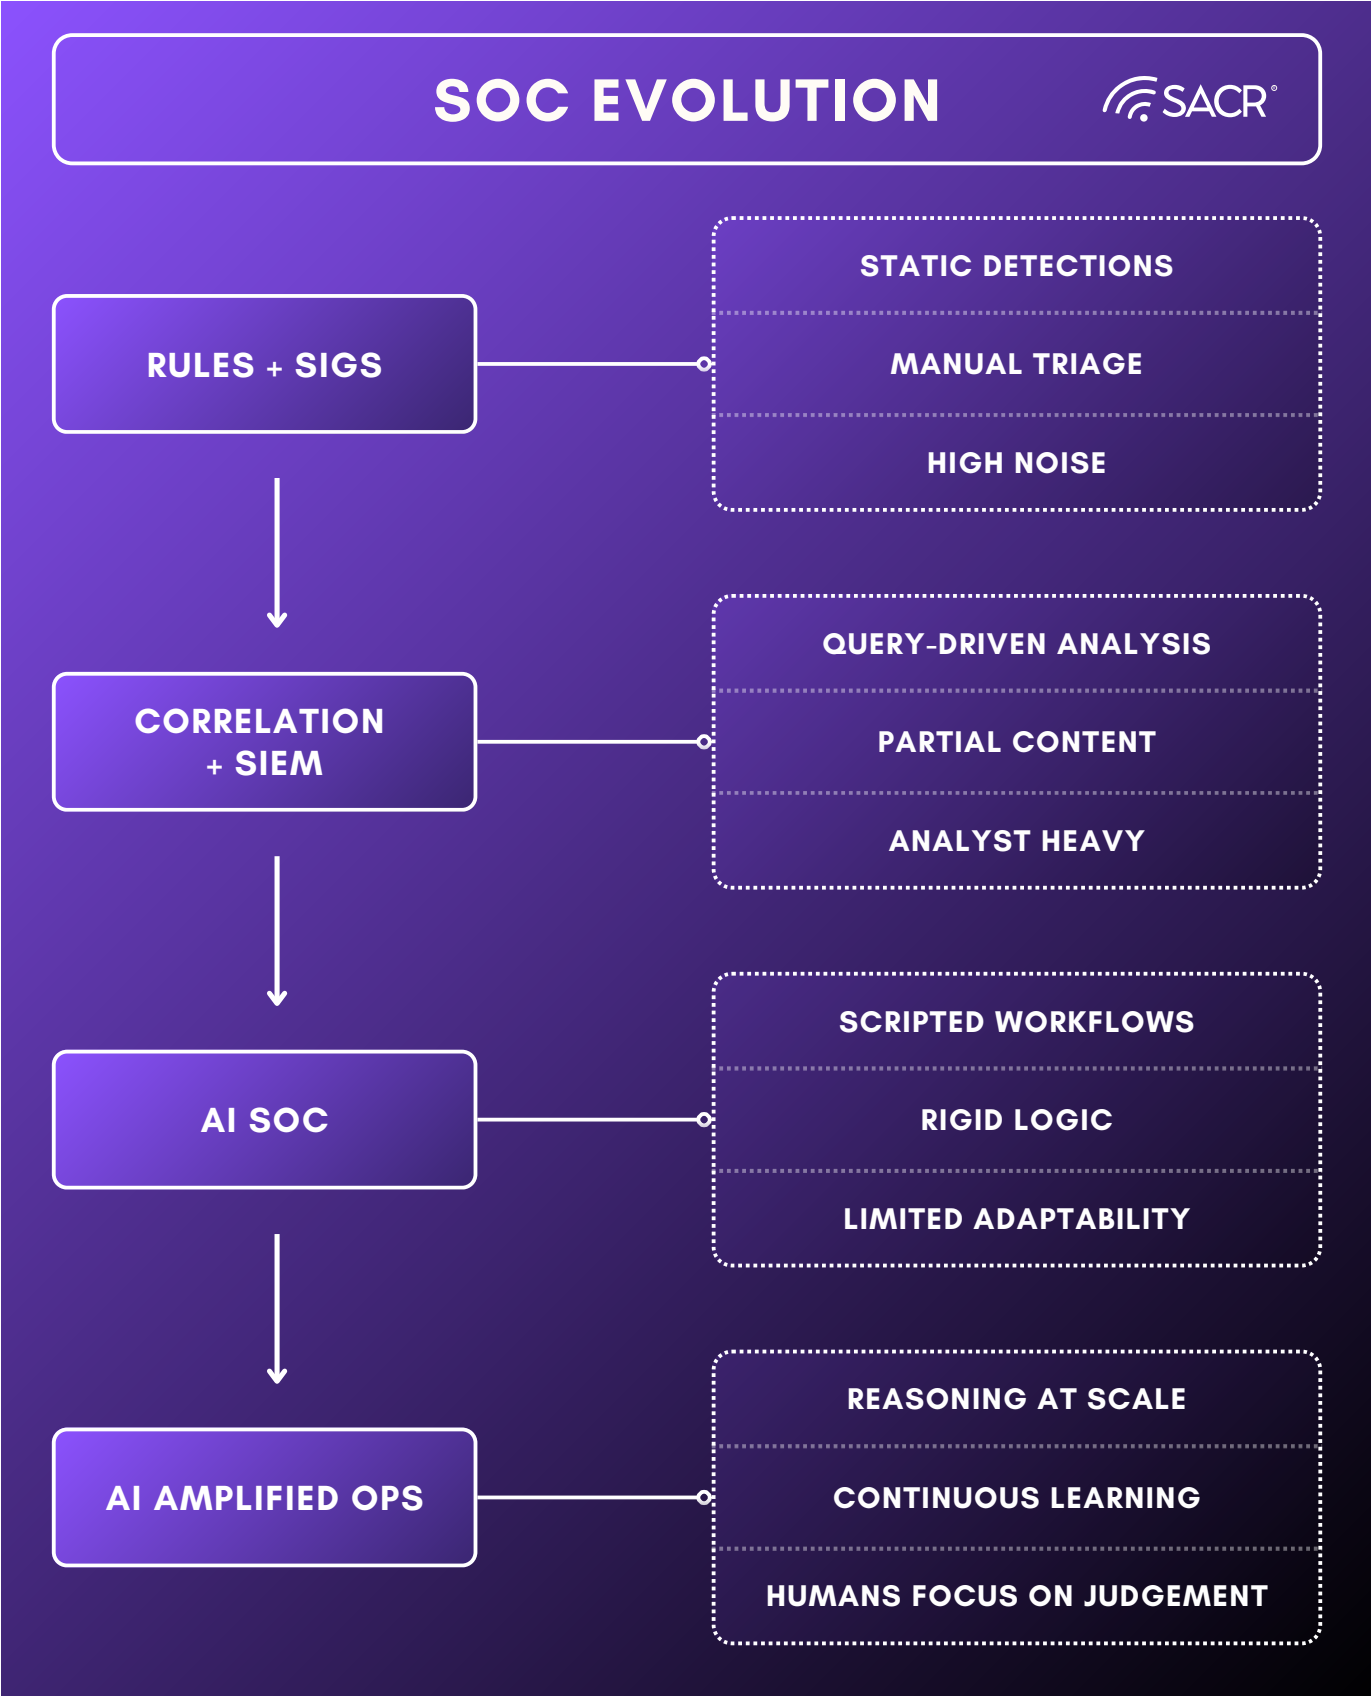 SOC EVOLUTION
SACR
RULES + SIGS
STATIC DETECTIONS
MANUAL TRIAGE
HIGH NOISE
CORRELATION
+ SIEM
QUERY-DRIVEN ANALYSIS
PARTIAL CONTENT
ANALYST HEAVY
AI SOC
SCRIPTED WORKFLOWS
RIGID LOGIC
LIMITED ADAPTABILITY
AI AMPLIFIED OPS
REASONING AT SCALE
CONTINUOUS LEARNING
HUMANS FOCUS ON JUDGEMENT